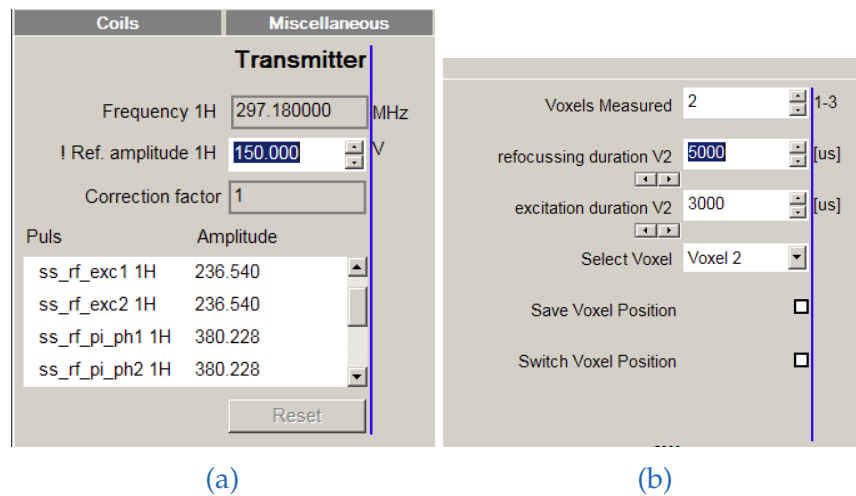 Coils Miscellaneous
Transmitter
Frequency 1H 297.180000 MHz
! Ref. amplitude 1H 150.000 V
Correction factor 1
Puls Amplitude
ss_rf_exc1 1H 236.540
ss_rf_exc2 1H 236.540
ss_rf_pi_ph1 1H 380.228
ss_rf_pi_ph2 1H 380.228
Reset
(a)
Voxels Measured 2 1-3
refocussing duration V2 5000 [us]
excitation duration V2 3000 [us]
Select Voxel Voxel 2
Save Voxel Position
Switch Voxel Position
(b)